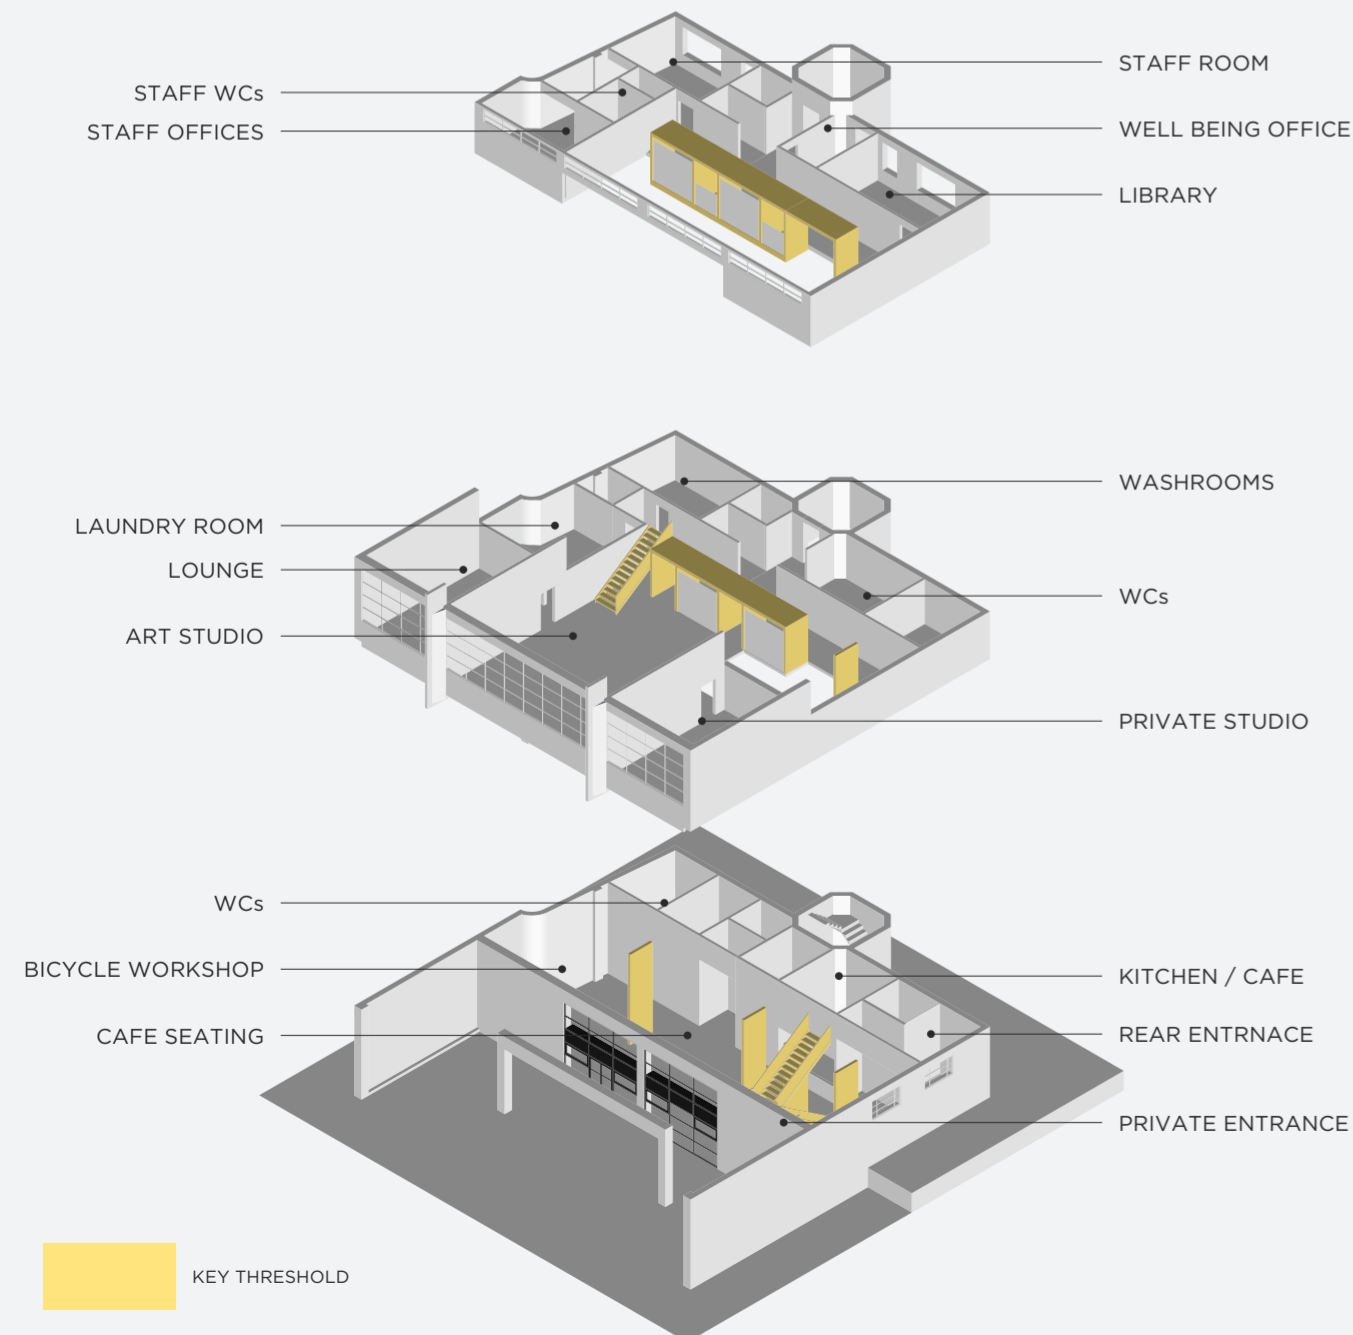 STAFF ROOM
STAFF WCs
STAFF OFFICES
WELL BEING OFFICE
LIBRARY
WASHROOMS
LAUNDRY ROOM
LOUNGE
WCs
ART STUDIO
PRIVATE STUDIO
WCs
BICYCLE WORKSHOP
KITCHEN / CAFE
CAFE SEATING
REAR ENTRNACE
PRIVATE ENTRANCE
KEY THRESHOLD